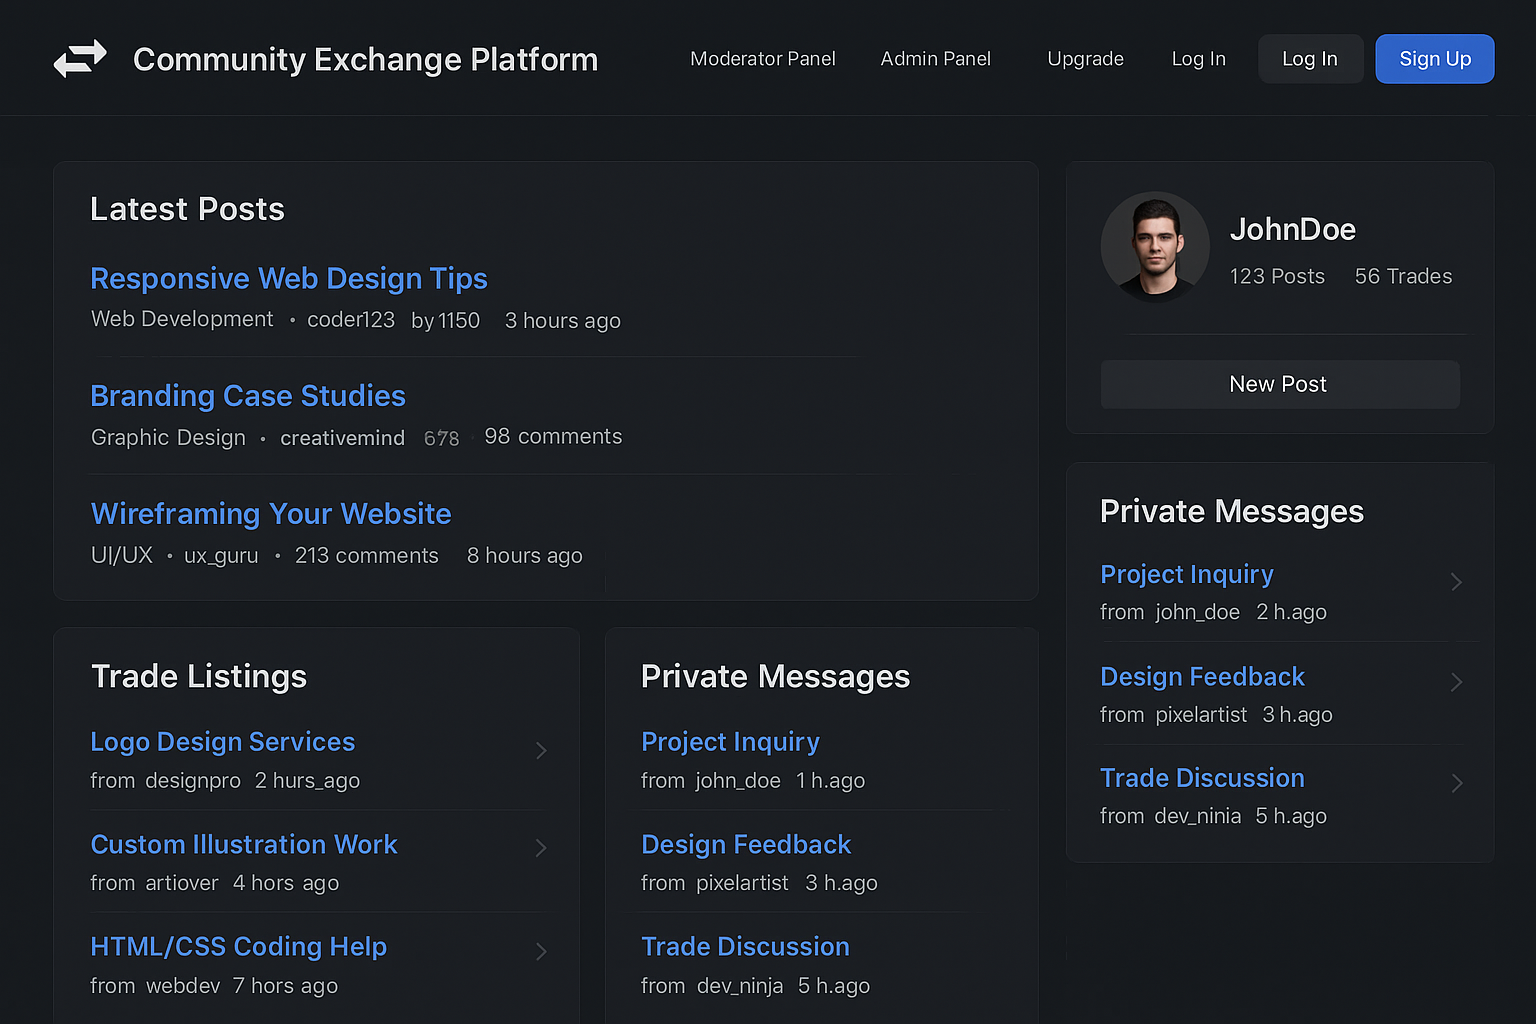 Community Exchange Platform
Moderator Panel Admin Panel Upgrade Log In Log In Sign Up
Latest Posts
Responsive Web Design Tips
Web Development • coder123 by 1150 3 hours ago
Branding Case Studies
Graphic Design • creativemind 678 · 98 comments
Wireframing Your Website
UI/UX • ux_guru • 213 comments 8 hours ago
JohnDoe
123 Posts 56 Trades
New Post
Private Messages
Project Inquiry
from john_doe 2 h.ago
Design Feedback
from pixelartist 3 h.ago
Trade Discussion
from dev_ninia 5 h.ago
Trade Listings
Logo Design Services
from designpro 2 hurs_ago
Custom Illustration Work
from artiover 4 hors ago
HTML/CSS Coding Help
from webdev 7 hors ago
Private Messages
Project Inquiry
from john_doe 1 h.ago
Design Feedback
from pixelartist 3 h.ago
Trade Discussion
from dev_ninja 5 h.ago